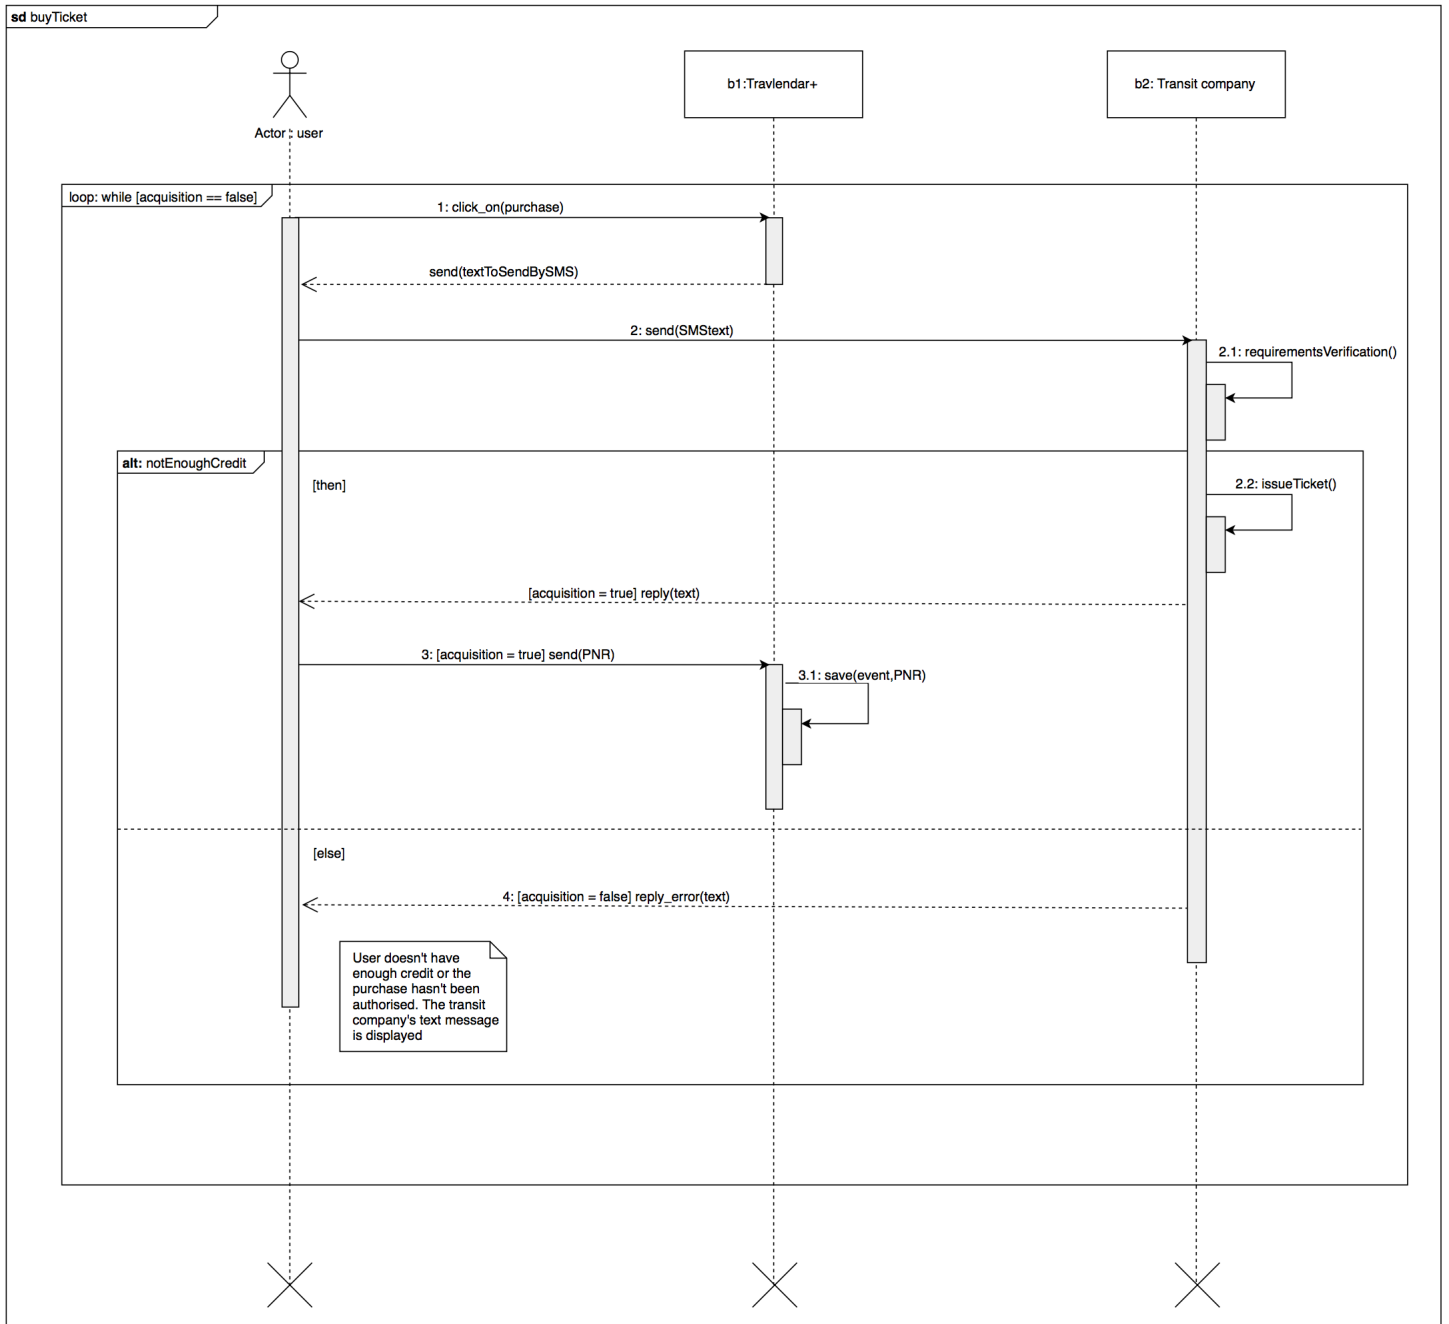 sd buyTicket
b1:Travlendar+
b2: Transit company
Actor : user
loop: while [acquisition == false]
1: click_on(purchase)
send(textToSendBySMS)
2: send(SMStext)
2.1: requirementsVerification()
alt: notEnoughCredit
[then]
2.2: issueTicket()
[acquisition = true] reply(text)
3: [acquisition = true] send(PNR)
3.1: save(event,PNR)
[else]
4: [acquisition = false] reply_error(text)
User doesn't have
enough credit or the
purchase hasn't been
authorised. The transit
company's text message
is displayed